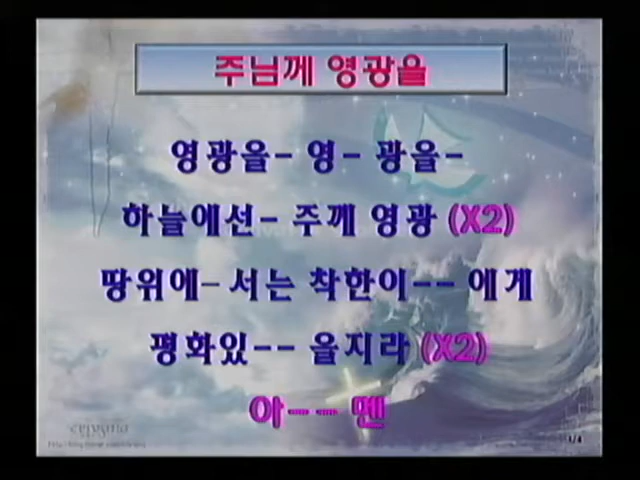 주님께 영광을
영광을- 영- 광을-
하늘에선- 주께 영광 (X2)
땅위에- 서는 착한이-- 에게
평화있-- 을지라 (X2)
아-- 멘
1/4